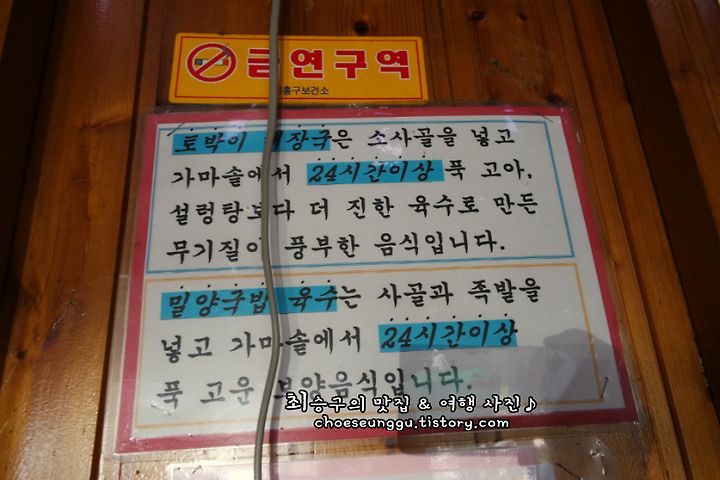 금연구역
흥구보건소
토박이 해장국은 소사골을 넣고
가마솥에서 24시간이상 푹 고아,
설렁탕보다 더 진한 육수로 만든
무기질이 풍부한 음식입니다.
밀양국밥 육수는 사골과 족발을
넣고 가마솥에서 24시간이상
푹 고운 보양음식입니다.
최승구의 맛집 & 여행 사진♪
choeseunggu.tistory.com